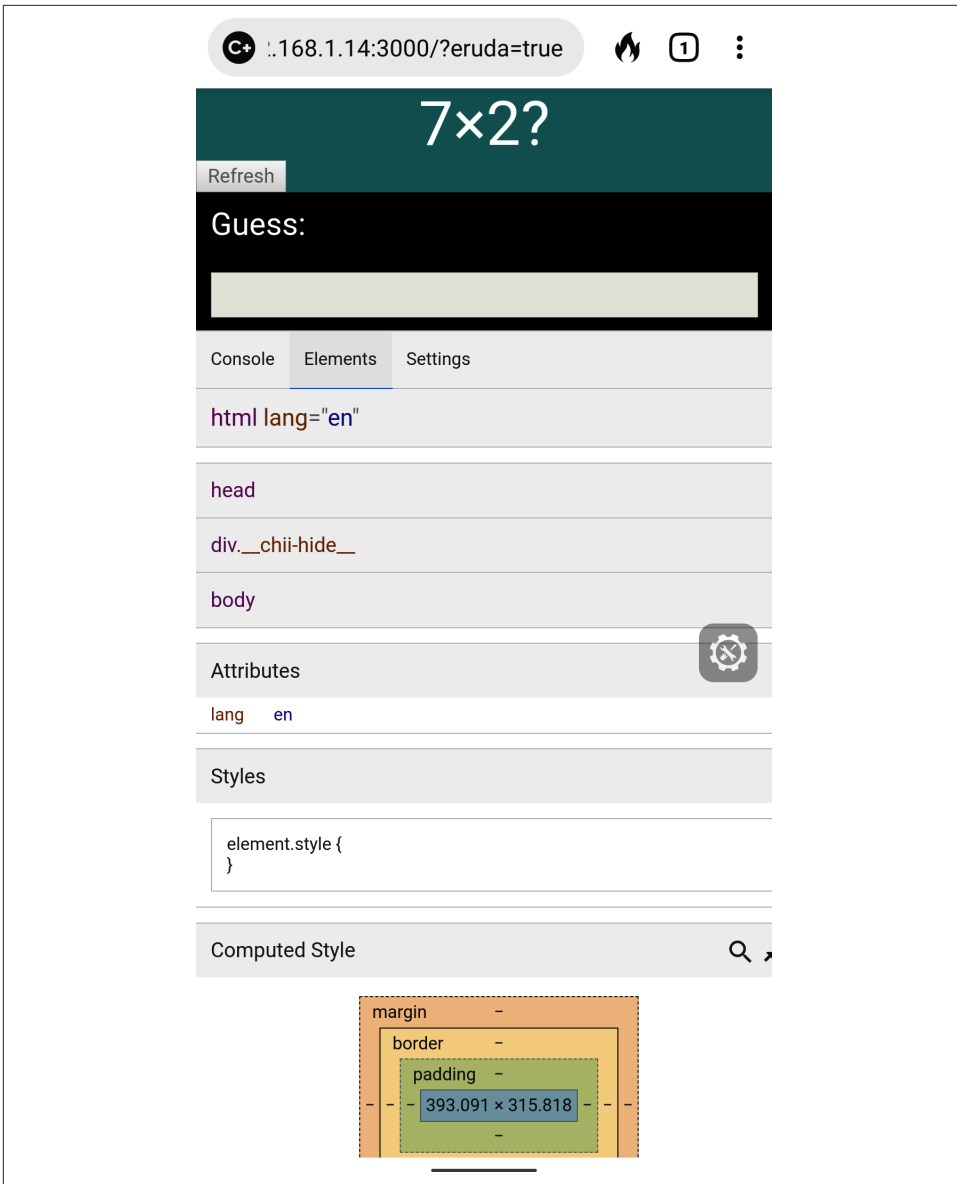 C+ .168.1.14:3000/?eruda=true 1
7×2?
Refresh
Guess:
Console Elements Settings
html lang="en"
head
div.__chii-hide__
body
Attributes
lang en
Styles
element.style {
}
Computed Style
margin –
border –
padding –
– – – 393.091 × 315.818 – – –
–